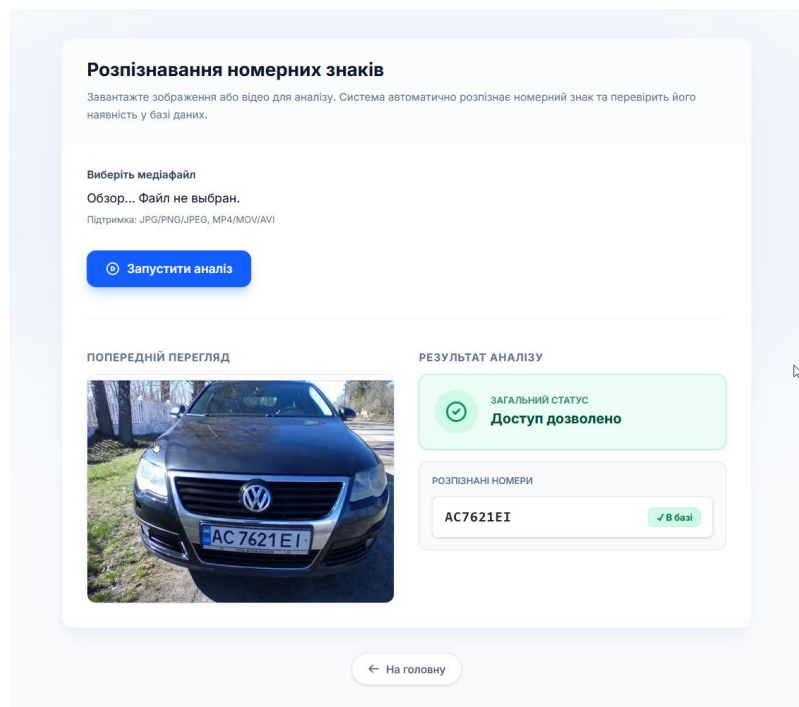 Розпізнавання номерних знаків
Завантажте зображення або відео для аналізу. Система автоматично розпізнає номерний знак та перевірить його
наявність у базі даних.
Виберіть медіафайл
Обзор... Файл не выбран.
Підтримка: JPG/PNG/JPEG, MP4/MOV/AVI
Запустити аналіз
ПОПЕРЕДНІЙ ПЕРЕГЛЯД
AC 7621 EI
РЕЗУЛЬТАТ АНАЛІЗУ
ЗАГАЛЬНИЙ СТАТУС
Доступ дозволено
РОЗПІЗНАНІ НОМЕРИ
AC7621EI
✓ В базі
← На головну